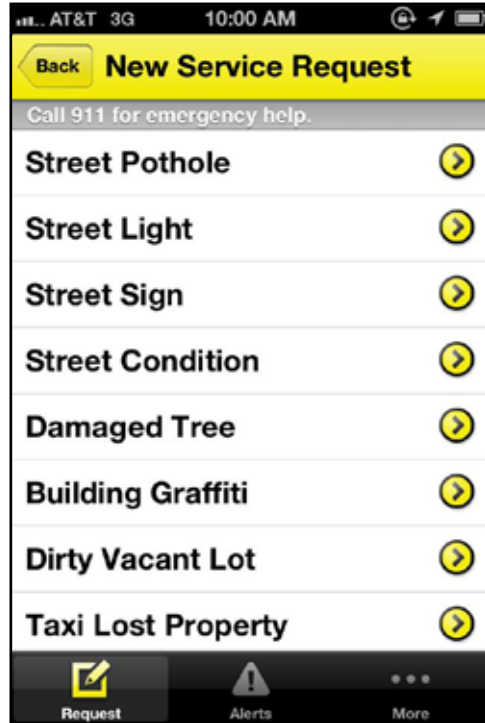 AT&T 3G 10:00 AM
Back New Service Request
Call 911 for emergency help.
Street Pothole
Street Light
Street Sign
Street Condition
Damaged Tree
Building Graffiti
Dirty Vacant Lot
Taxi Lost Property
Request Alerts More